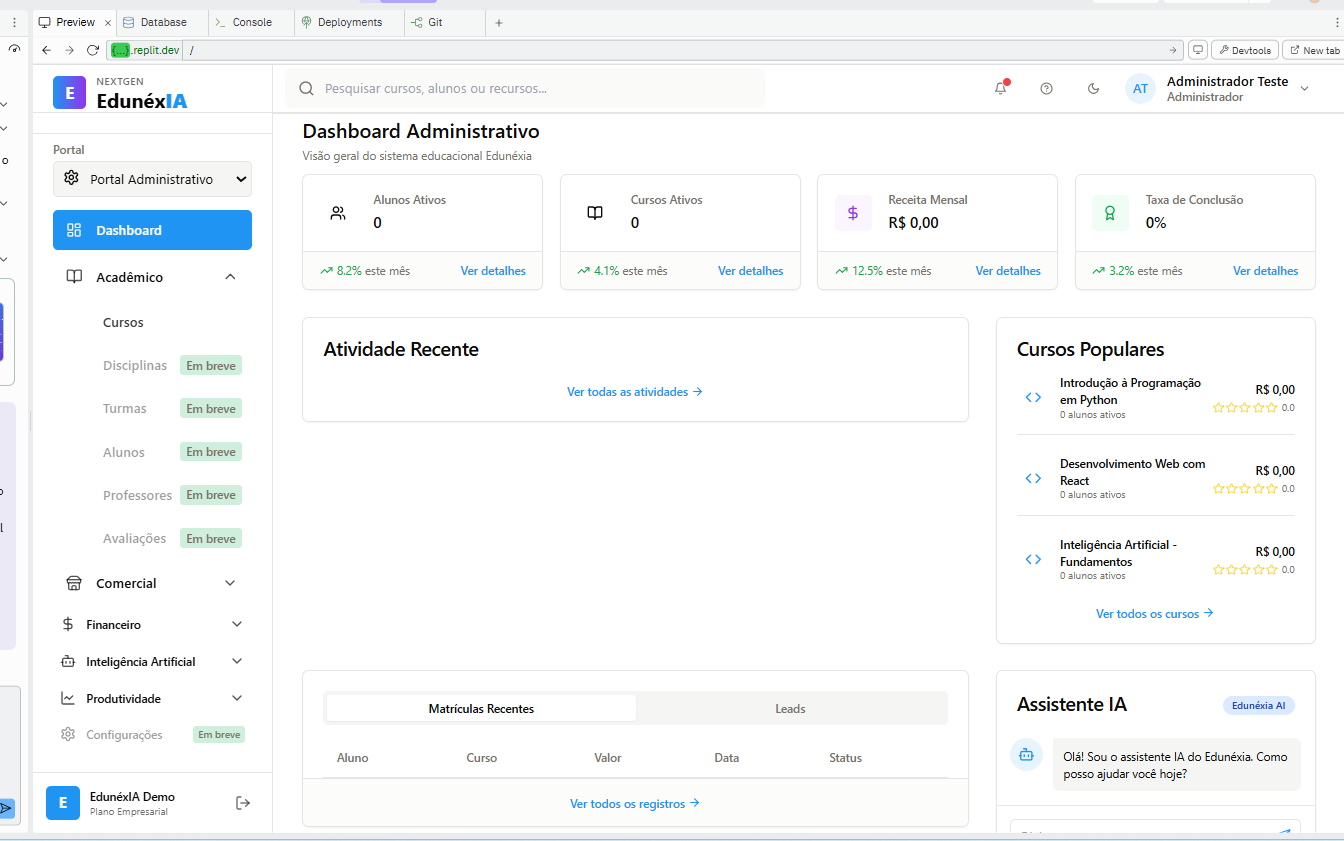 Preview
Database
Console
Deployments
Git
{...}.replit.dev /
Devtools
New tab
E
NEXTGEN
EdunéxIA
Pesquisar cursos, alunos ou recursos...
AT
Administrador Teste
Administrador
Portal
Portal Administrativo
Dashboard
Acadêmico
Cursos
Disciplinas Em breve
Turmas Em breve
Alunos Em breve
Professores Em breve
Avaliações Em breve
Comercial
Financeiro
Inteligência Artificial
Produtividade
Configurações Em breve
E
EdunéxIA Demo
Plano Empresarial
Dashboard Administrativo
Visão geral do sistema educacional Edunéxia
Alunos Ativos
0
8.2% este mês Ver detalhes
Cursos Ativos
0
4.1% este mês Ver detalhes
Receita Mensal
R$ 0,00
12.5% este mês Ver detalhes
Taxa de Conclusão
0%
3.2% este mês Ver detalhes
Atividade Recente
Ver todas as atividades
Cursos Populares
Introdução à Programação
em Python
0 alunos ativos
R$ 0,00
0.0
Desenvolvimento Web com
React
0 alunos ativos
R$ 0,00
0.0
Inteligência Artificial -
Fundamentos
0 alunos ativos
R$ 0,00
0.0
Ver todos os cursos
Matrículas Recentes Leads
Aluno Curso Valor Data Status
Ver todos os registros
Assistente IA
Edunéxia AI
Olá! Sou o assistente IA do Edunéxia. Como
posso ajudar você hoje?